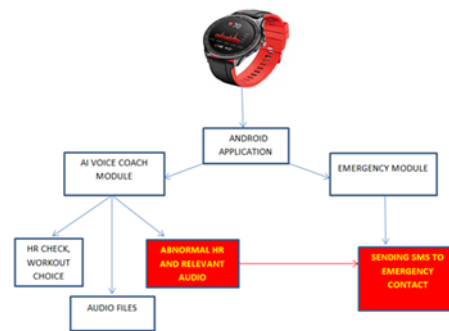 ANDROID
APPLICATION
AI VOICE COACH
MODULE
EMERGENCY MODULE
HR CHECK,
WORKOUT
CHOICE
ABNORMAL HR
AND RELEVANT
AUDIO
SENDING SMS TO
EMERGENCY
CONTACT
AUDIO FILES